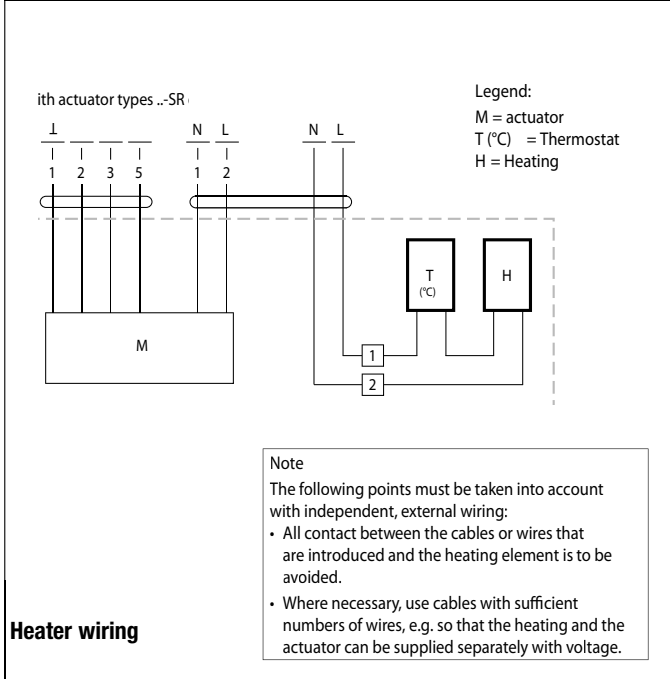 ith actuator types ..-SR
Legend:
M = actuator
T (°C) = Thermostat
H = Heating
⊥ N L N L
1 2 3 5 1 2
T
(°C)
H
M
1
2
Note
The following points must be taken into account
with independent, external wiring:
• All contact between the cables or wires that
are introduced and the heating element is to be
avoided.
• Where necessary, use cables with sufficient
numbers of wires, e.g. so that the heating and the
actuator can be supplied separately with voltage.
Heater wiring